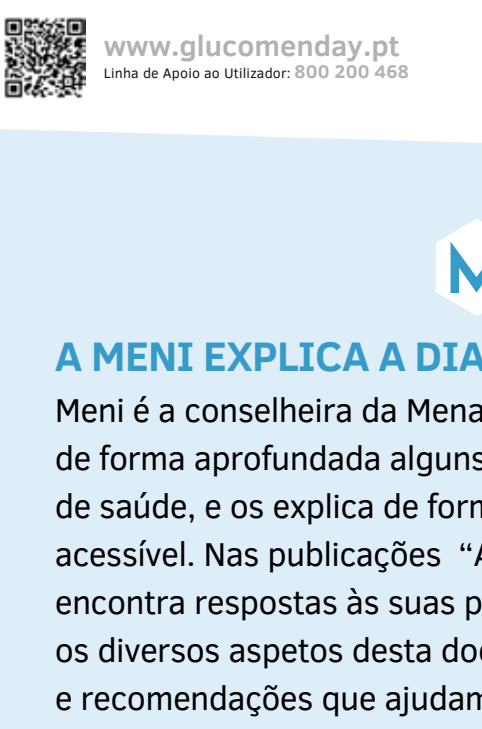 www.glucomenday.pt
Linha de Apoio ao Utilizador: 800 200 468
M
A MENI EXPLICA A DIA
Meni é a conselheira da Mena
de forma aprofundada alguns
de saúde, e os explica de form
acessível. Nas publicações “A
encontra respostas às suas p
os diversos aspetos desta do
e recomendações que ajudam